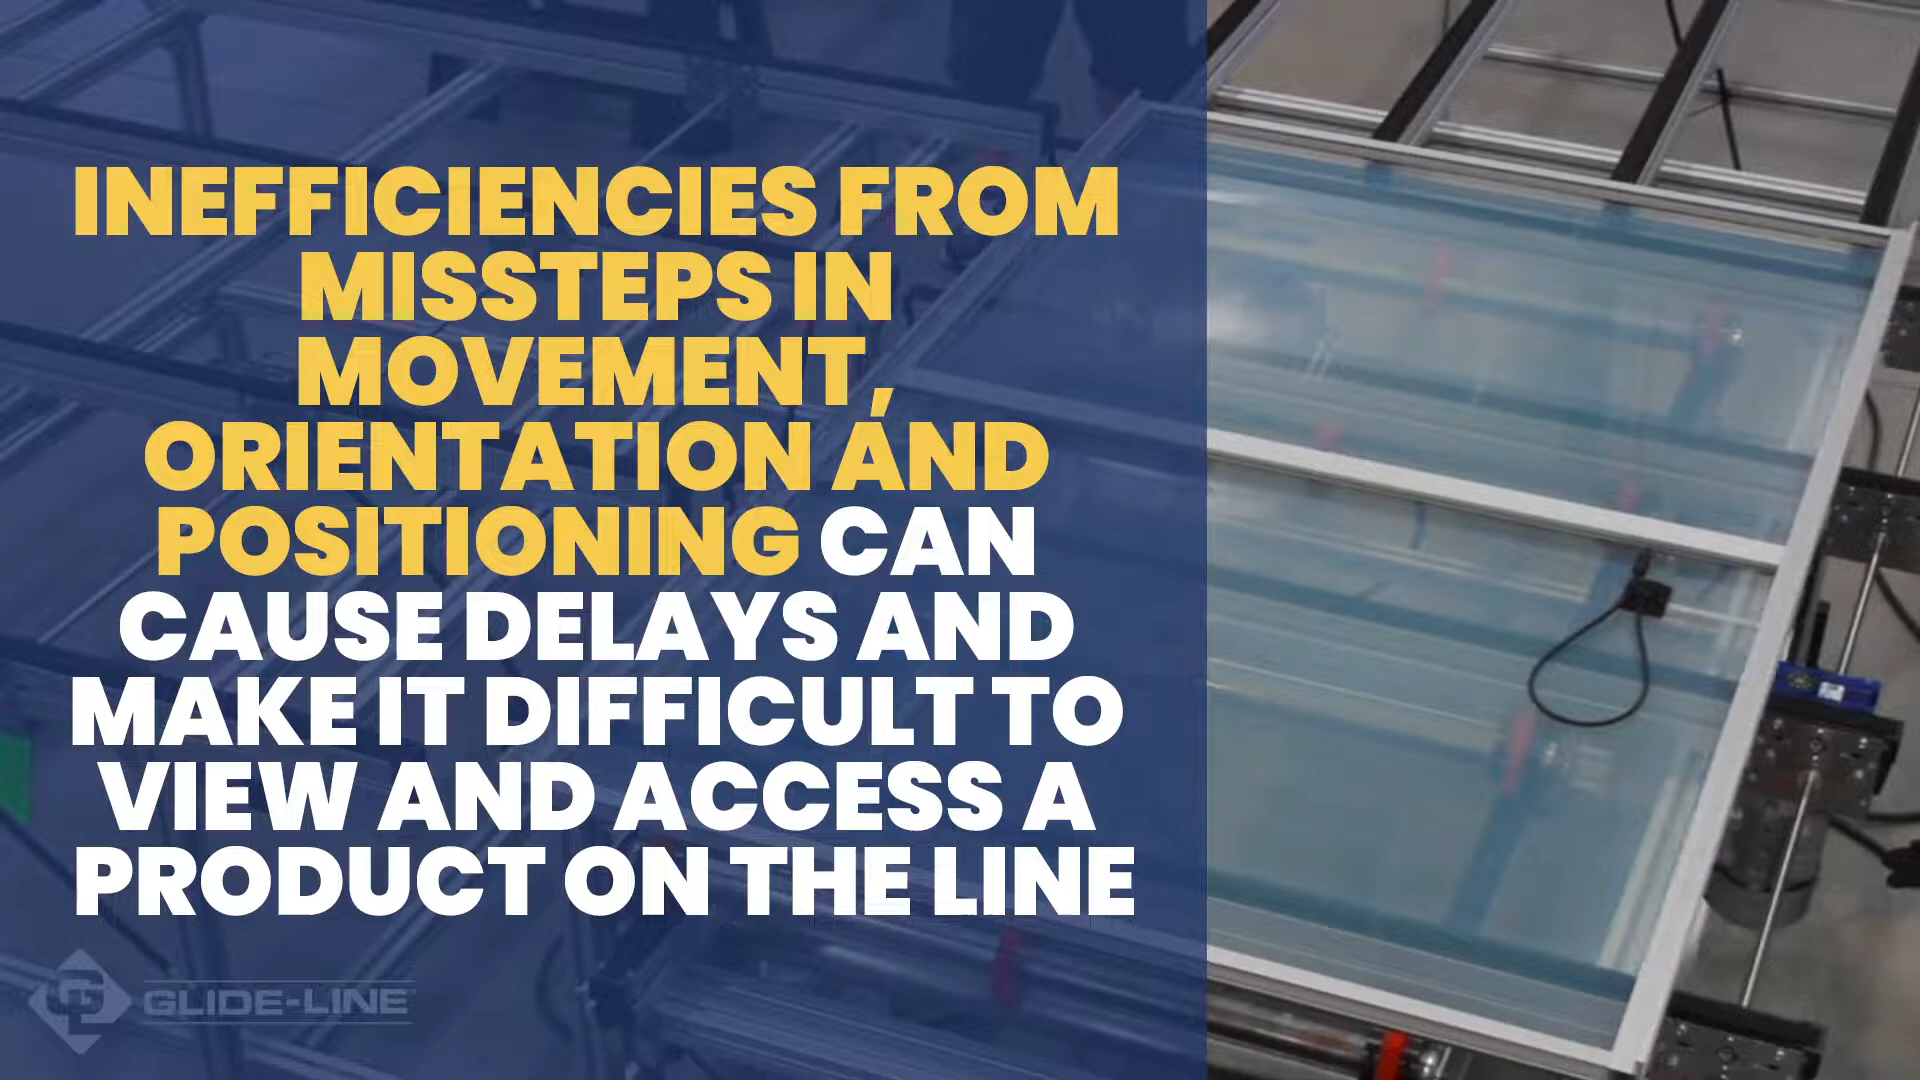 INEFFICIENCIES FROM
MISSTEPS IN
MOVEMENT,
ORIENTATION AND
POSITIONING CAN
CAUSE DELAYS AND
MAKE IT DIFFICULT TO
VIEW AND ACCESS A
PRODUCT ON THE LINE
GLIDE-LINE